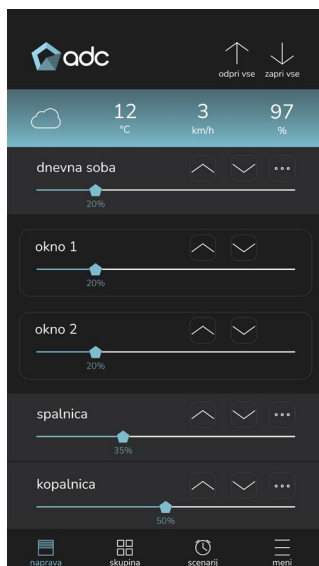 adc
odpri vse zapri vse
12 3 97
°C km/h %
dnevna soba
20%
okno 1
20%
okno 2
20%
spalnica
35%
kopalnica
50%
naprava skupina scenarij meni